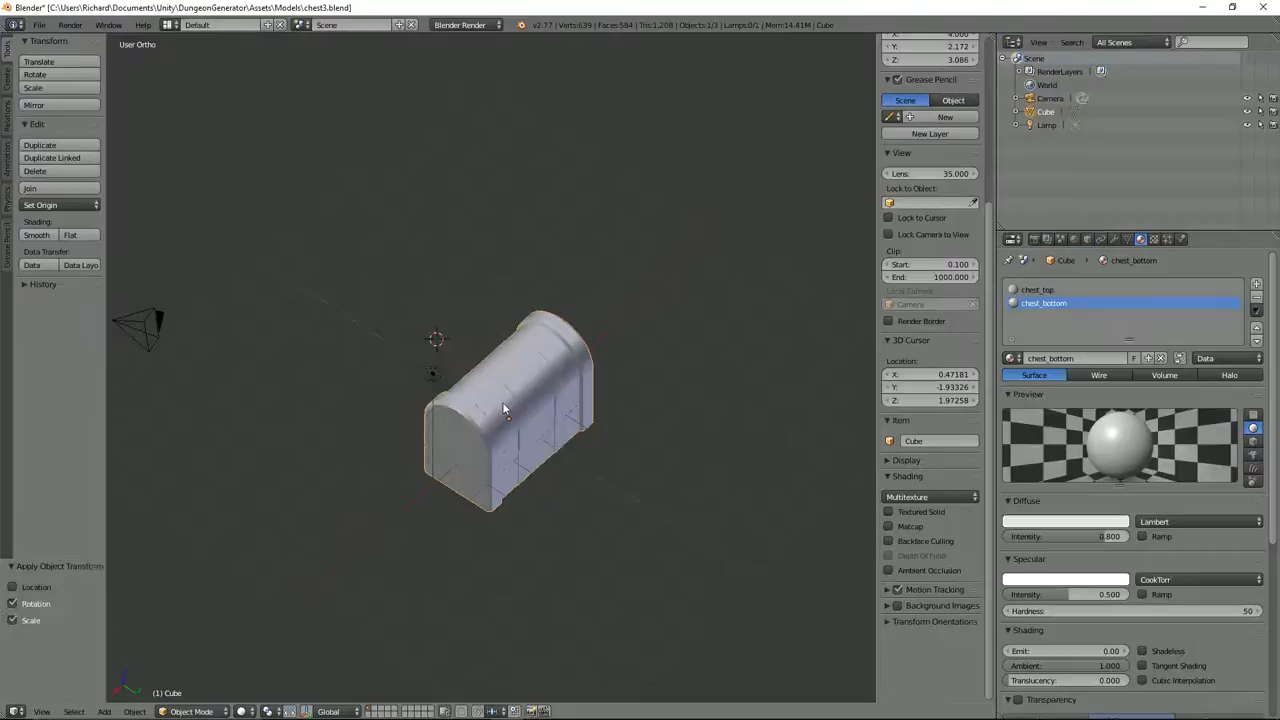 Blender* [C:\Users\Richard\Documents\Unity\DungeonGenerator\Assets\Models\chest3.blend]
File Render Window Help Default Scene Blender Render v2.77 | Verts:639 | Faces:584 | Tris:1,208 | Objects:1/3 | Lamps:0/1 | Mem:14.41M | Cube
User Ortho
Tools
Create
Relations
Animation
Physics
Grease Pencil
Transform
Translate
Rotate
Scale
Mirror
Edit
Duplicate
Duplicate Linked
Delete
Join
Set Origin
Shading:
Smooth Flat
Data Transfer:
Data Data Layo
History
Apply Object Transform
Location
Rotation
Scale
(1) Cube
View Select Add Object Object Mode Global
X: 4.000
Y: 2.172
Z: 3.086
Grease Pencil
Scene Object
New
New Layer
View
Lens: 35.000
Lock to Object:
Lock to Cursor
Lock Camera to View
Clip:
Start: 0.100
End: 1000.000
Local Camera:
Camera
Render Border
3D Cursor
Location:
X: 0.47181
Y: -1.93326
Z: 1.97258
Item
Cube
Display
Shading
Multitexture
Textured Solid
Matcap
Backface Culling
Depth Of Field
Ambient Occlusion
Motion Tracking
Background Images
Transform Orientations
View Search All Scenes
Scene
RenderLayers
World
Camera
Cube
Lamp
Cube chest_bottom
chest_top
chest_bottom
chest_bottom F Data
Surface Wire Volume Halo
Preview
Diffuse
Lambert
Intensity: 0.800 Ramp
Specular
CookTorr
Intensity: 0.500 Ramp
Hardness: 50
Shading
Emit: 0.00 Shadeless
Ambient: 1.000 Tangent Shading
Translucency: 0.000 Cubic Interpolation
Transparency